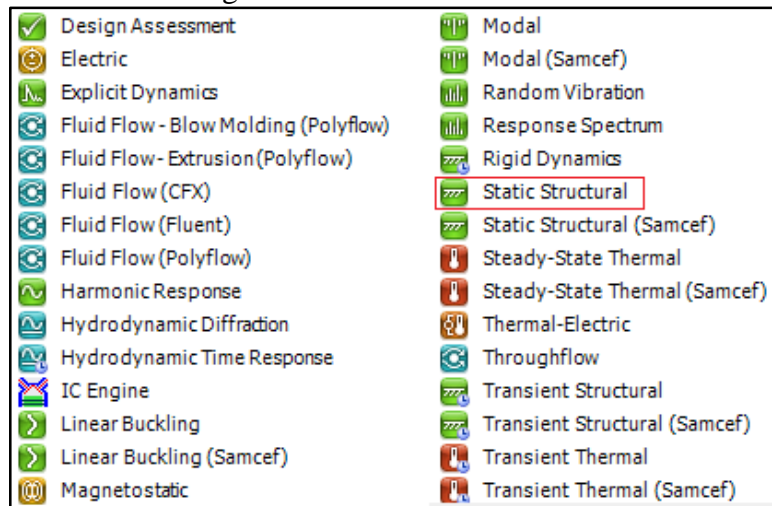 Design Assessment
Electric
Explicit Dynamics
Fluid Flow - Blow Molding (Polyflow)
Fluid Flow - Extrusion (Polyflow)
Fluid Flow (CFX)
Fluid Flow (Fluent)
Fluid Flow (Polyflow)
Harmonic Response
Hydrodynamic Diffraction
Hydrodynamic Time Response
IC Engine
Linear Buckling
Linear Buckling (Samcef)
Magnetostatic
Modal
Modal (Samcef)
Random Vibration
Response Spectrum
Rigid Dynamics
Static Structural
Static Structural (Samcef)
Steady-State Thermal
Steady-State Thermal (Samcef)
Thermal-Electric
Throughflow
Transient Structural
Transient Structural (Samcef)
Transient Thermal
Transient Thermal (Samcef)